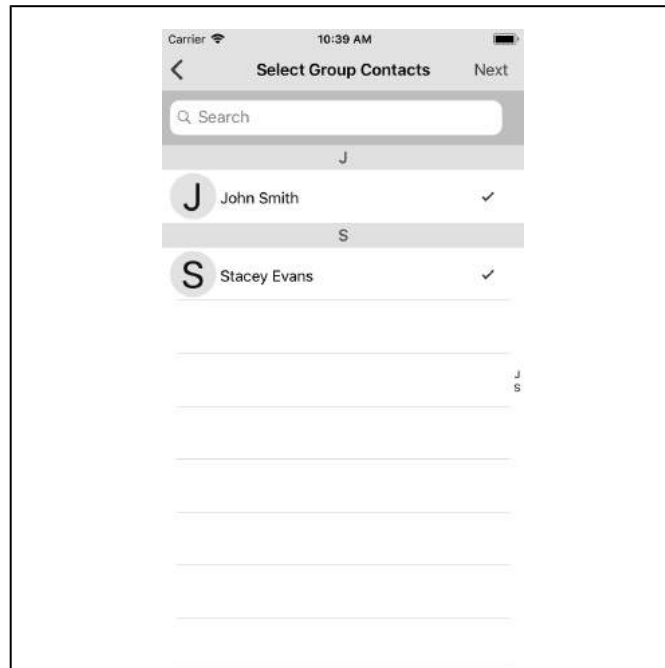 Carrier 10:39 AM
Select Group Contacts Next
Search
J
J John Smith
S
S Stacey Evans
J
S